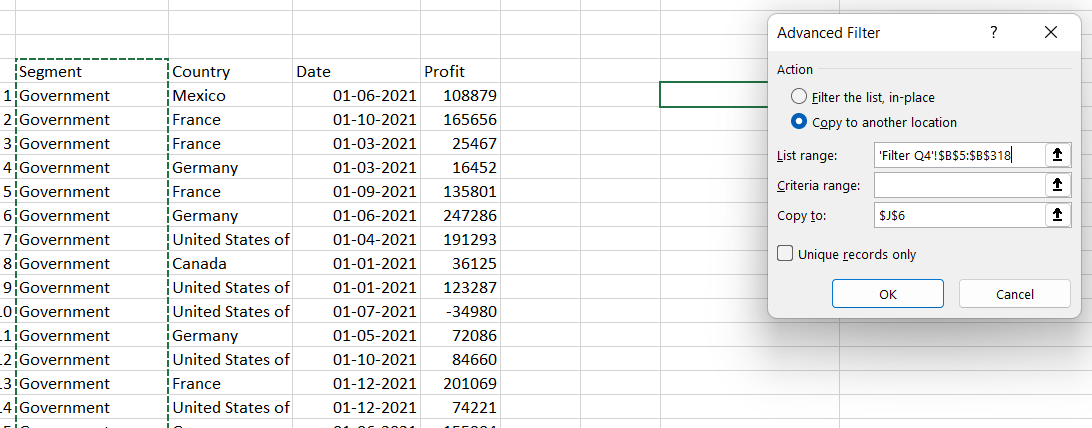 Advanced Filter ?
Action
Filter the list, in-place
Copy to another location
List range: 'Filter Q4'!$B$5:$B$318
Criteria range:
Copy to: $J$6
Unique records only
OK Cancel
Segment Country Date Profit
1 Government Mexico 01-06-2021 108879
2 Government France 01-10-2021 165656
3 Government France 01-03-2021 25467
4 Government Germany 01-03-2021 16452
5 Government France 01-09-2021 135801
6 Government Germany 01-06-2021 247286
7 Government United States of 01-04-2021 191293
8 Government Canada 01-01-2021 36125
9 Government United States of 01-01-2021 123287
0 Government United States of 01-07-2021 -34980
1 Government Germany 01-05-2021 72086
2 Government United States of 01-10-2021 84660
3 Government France 01-12-2021 201069
4 Government United States of 01-12-2021 74221